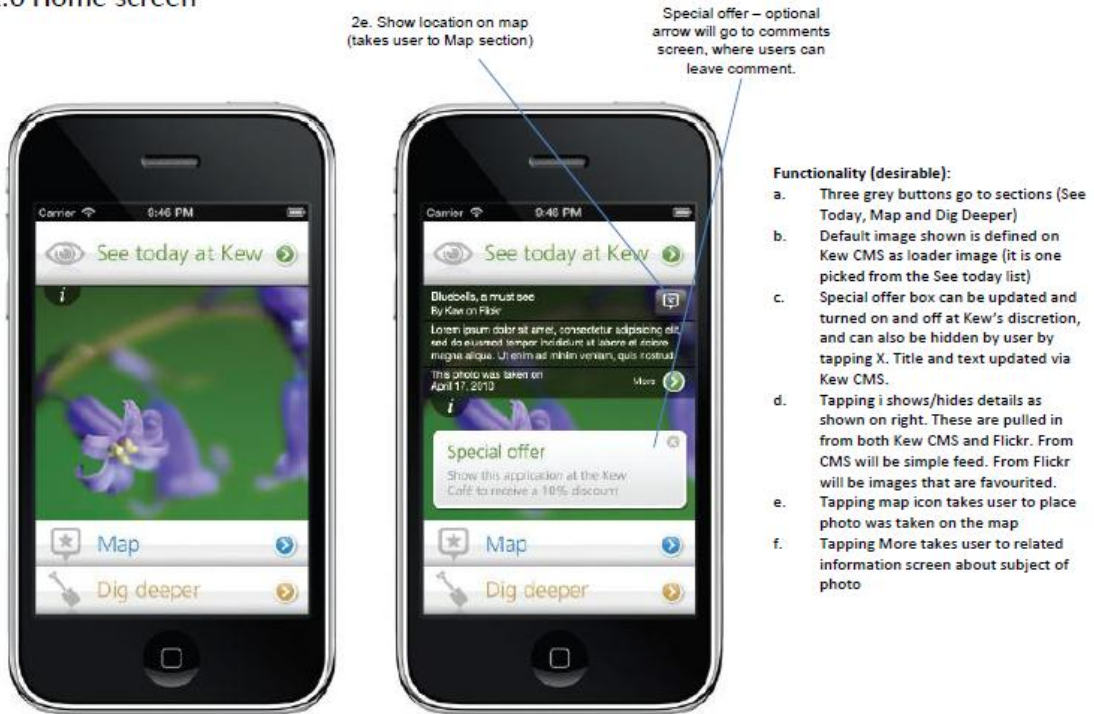 .0 Home screen
2e. Show location on map
(takes user to Map section)
Special offer – optional
arrow will go to comments
screen, where users can
leave comment.
Carrier 9:46 PM
See today at Kew
i
Map
Dig deeper
Carrier 9:46 PM
See today at Kew
Bluebells, a must see
By Kew on Flickr
Lorem ipsum dolor sit amet, consectetur adipisicing elit,
sed do eiusmod tempor incididunt ut labore et dolore
magna aliqua. Ut enim ad minim veniam, quis nostrud
This photo was taken on
April 17, 2010
More
i
Special offer
Show this application at the Kew
Café to receive a 10% discount
Map
Dig deeper
Functionality (desirable):
a. Three grey buttons go to sections (See
Today, Map and Dig Deeper)
b. Default image shown is defined on
Kew CMS as loader image (it is one
picked from the See today list)
c. Special offer box can be updated and
turned on and off at Kew's discretion,
and can also be hidden by user by
tapping X. Title and text updated via
Kew CMS.
d. Tapping i shows/hides details as
shown on right. These are pulled in
from both Kew CMS and Flickr. From
CMS will be simple feed. From Flickr
will be images that are favourited.
e. Tapping map icon takes user to place
photo was taken on the map
f. Tapping More takes user to related
information screen about subject of
photo